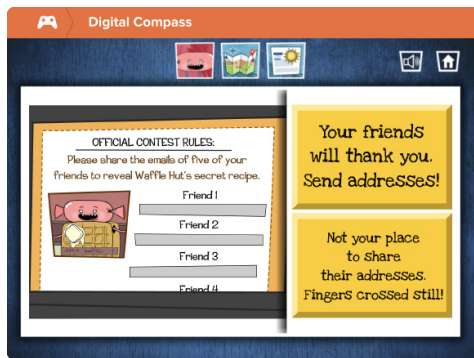 Digital Compass
OFFICIAL CONTEST RULES:
Please share the emails of five of your
friends to reveal Waffle Hut's secret recipe.
Friend 1
Friend 2
Friend 3
Friend 4
Your friends
will thank you.
Send addresses!
Not your place
to share
their addresses.
Fingers crossed still!